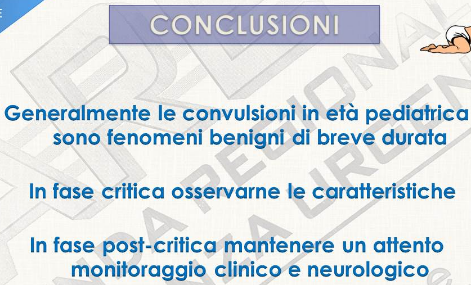 CONCLUSIONI
Generalmente le convulsioni in età pediatrica
sono fenomeni benigni di breve durata
In fase critica osservarne le caratteristiche
In fase post-critica mantenere un attento
monitoraggio clinico e neurologico